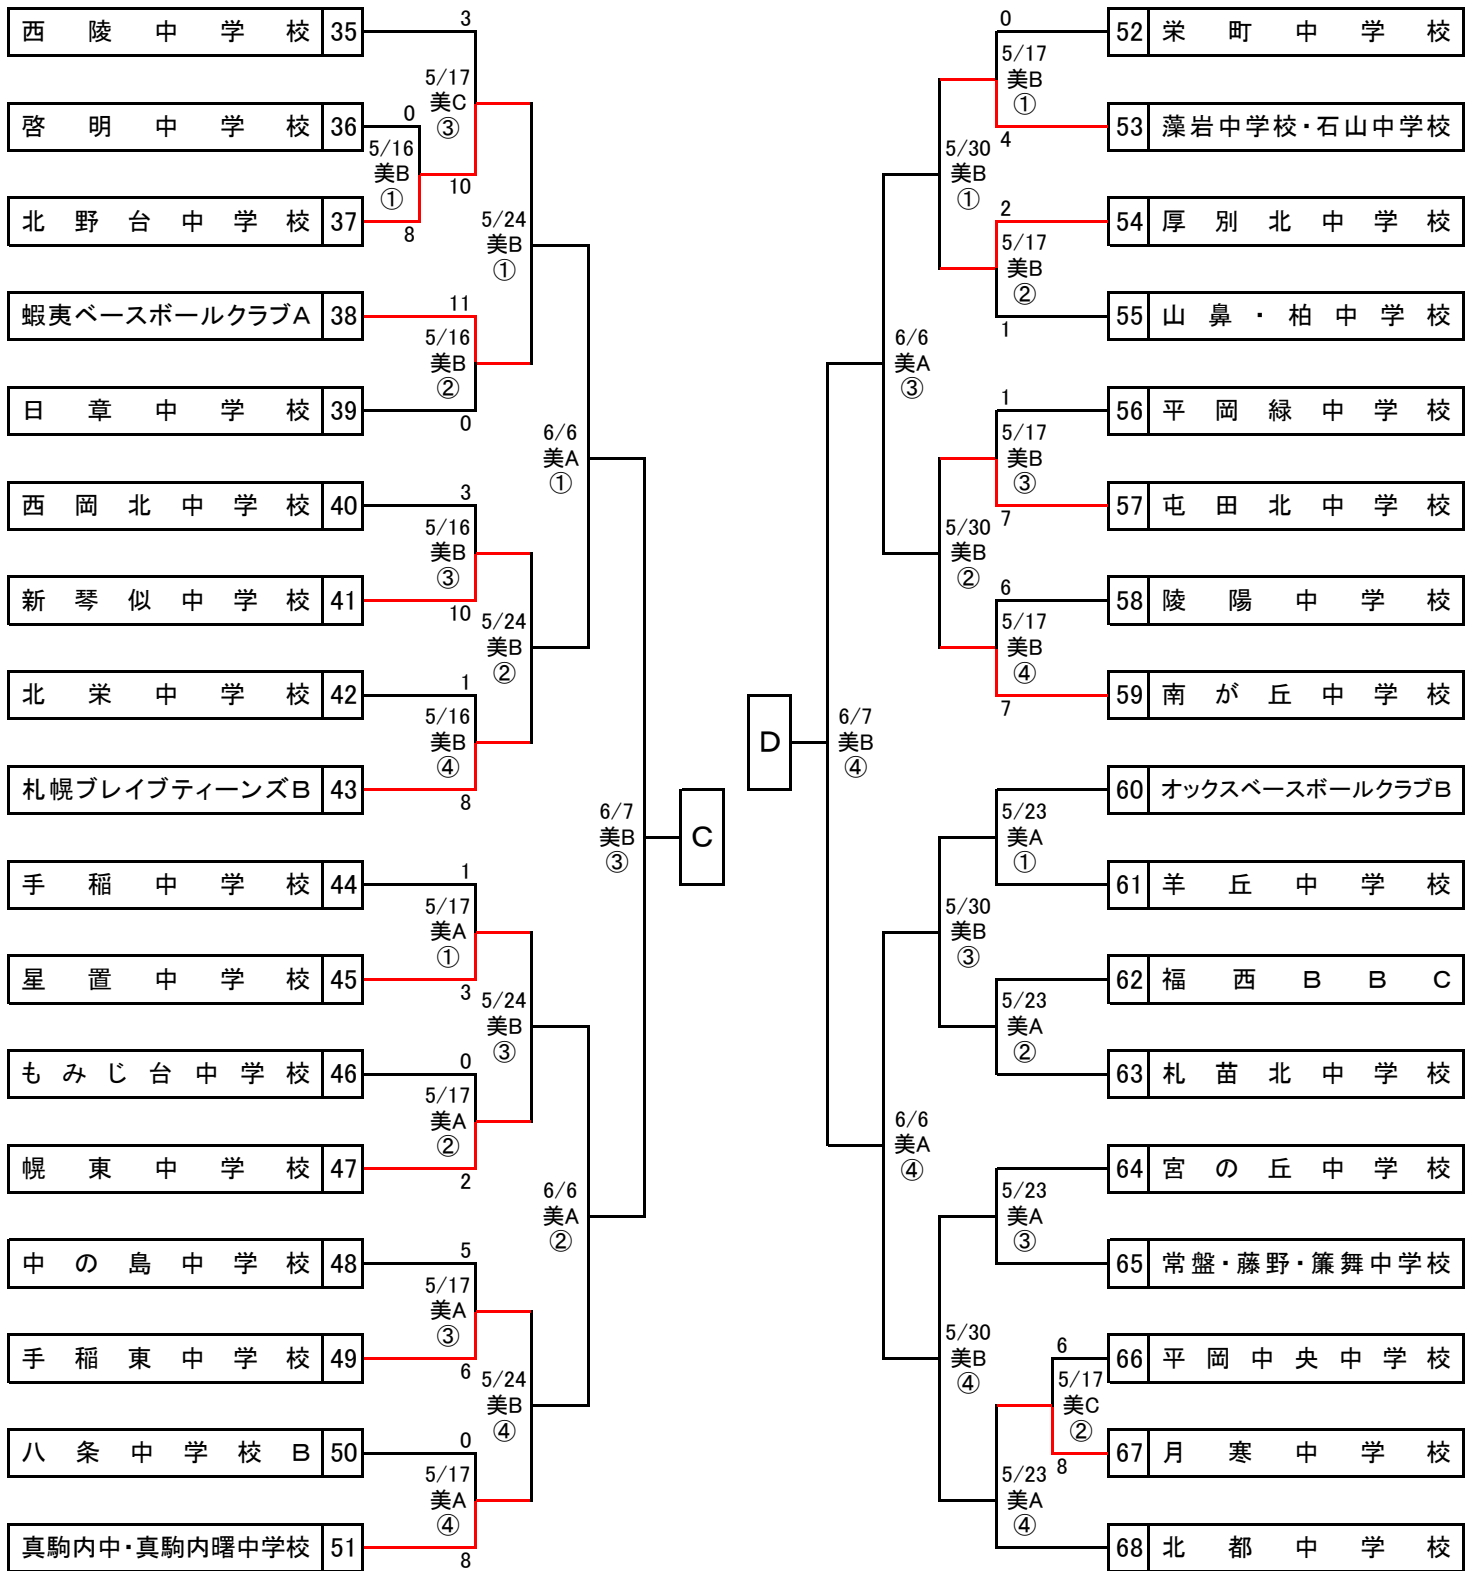 西陵中学校 35
3
5/17
美C
③
啓明中学校 36
0
5/16
美B
①
10
北野台中学校 37
8
5/24
美B
①
蝦夷ベースボールクラブA 38
11
5/16
美B
②
日章中学校 39
0
6/6
美A
①
西岡北中学校 40
3
5/16
美B
③
新琴似中学校 41
10
5/24
美B
②
北栄中学校 42
1
5/16
美B
④
札幌ブレイブティーンズB 43
8
6/7
美B
③
C
手稲中学校 44
1
5/17
美A
①
星置中学校 45
3
5/24
美B
③
もみじ台中学校 46
0
5/17
美A
②
幌東中学校 47
2
6/6
美A
②
中の島中学校 48
5
5/17
美A
③
手稲東中学校 49
6
5/24
美B
④
八条中学校B 50
0
5/17
美A
④
真駒内中・真駒内曙中学校 51
8
0
52 栄町中学校
5/17
美B
①
53 藻岩中学校・石山中学校
4
5/30
美B
①
2
54 厚別北中学校
5/17
美B
②
55 山鼻・柏中学校
1
6/6
美A
③
1
56 平岡緑中学校
5/17
美B
③
57 屯田北中学校
7
5/30
美B
②
6
58 陵陽中学校
5/17
美B
④
59 南が丘中学校
7
D
6/7
美B
④
60 オックスベースボールクラブB
5/23
美A
①
61 羊丘中学校
5/30
美B
③
62 福西BBC
5/23
美A
②
63 札苗北中学校
6/6
美A
④
64 宮の丘中学校
5/23
美A
③
65 常盤・藤野・簾舞中学校
5/30
美B
④
6
66 平岡中央中学校
5/17
美C
②
67 月寒中学校
8
5/23
美A
④
68 北都中学校